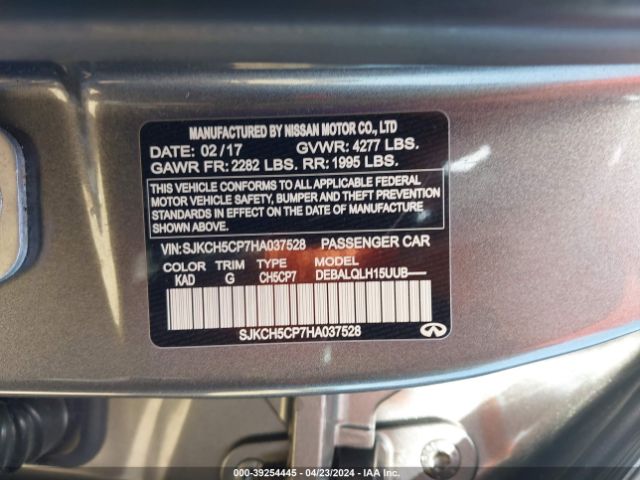 MANUFACTURED BY NISSAN MOTOR CO., LTD
DATE: 02/17 GVWR: 4277 LBS.
GAWR FR: 2282 LBS. RR: 1995 LBS.
THIS VEHICLE CONFORMS TO ALL APPLICABLE FEDERAL
MOTOR VEHICLE SAFETY, BUMPER AND THEFT PREVENTION
STANDARDS IN EFFECT ON THE DATE OF MANUFACTURE
SHOWN ABOVE.
VIN: SJKCH5CP7HA037528 PASSENGER CAR
COLOR TRIM TYPE MODEL
KAD G CH5CP7 DEBALQLH15UUB——
SJKCH5CP7HA037528
000-39254445 - 04/23/2024 - IAA Inc.